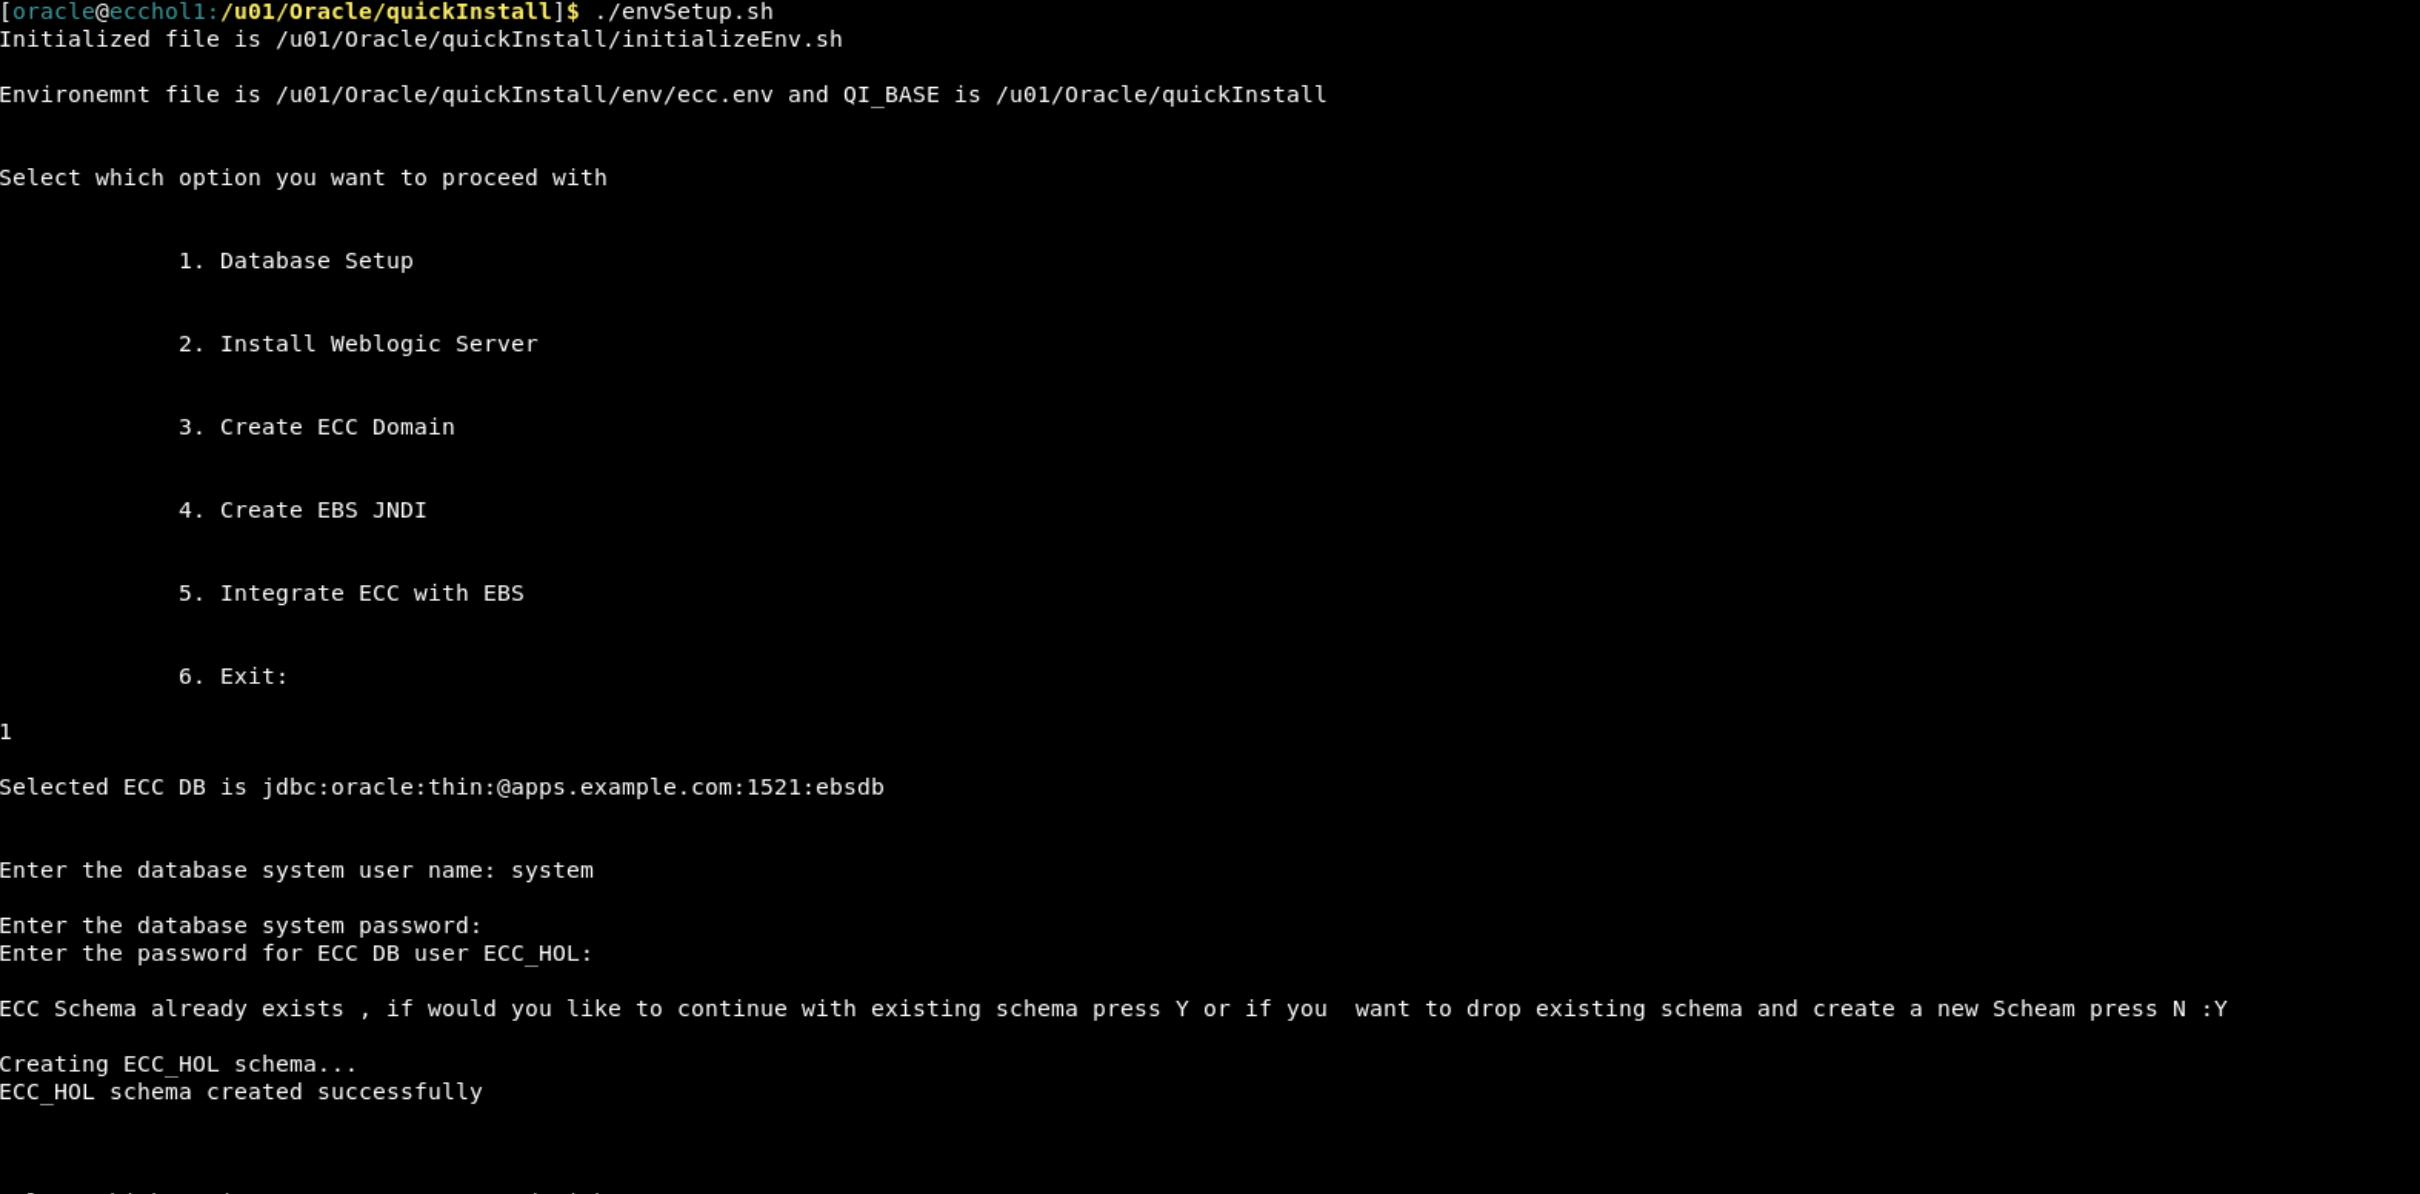 [oracle@ecchol1:/u01/Oracle/quickInstall]$ ./envSetup.sh
Initialized file is /u01/Oracle/quickInstall/initializeEnv.sh
Environemnt file is /u01/Oracle/quickInstall/env/ecc.env and QI_BASE is /u01/Oracle/quickInstall
Select which option you want to proceed with
1. Database Setup
2. Install Weblogic Server
3. Create ECC Domain
4. Create EBS JNDI
5. Integrate ECC with EBS
6. Exit:
1
Selected ECC DB is jdbc:oracle:thin:@apps.example.com:1521:ebsdb
Enter the database system user name: system
Enter the database system password:
Enter the password for ECC DB user ECC_HOL:
ECC Schema already exists , if would you like to continue with existing schema press Y or if you  want to drop existing schema and create a new Scheam press N :Y
Creating ECC_HOL schema...
ECC_HOL schema created successfully